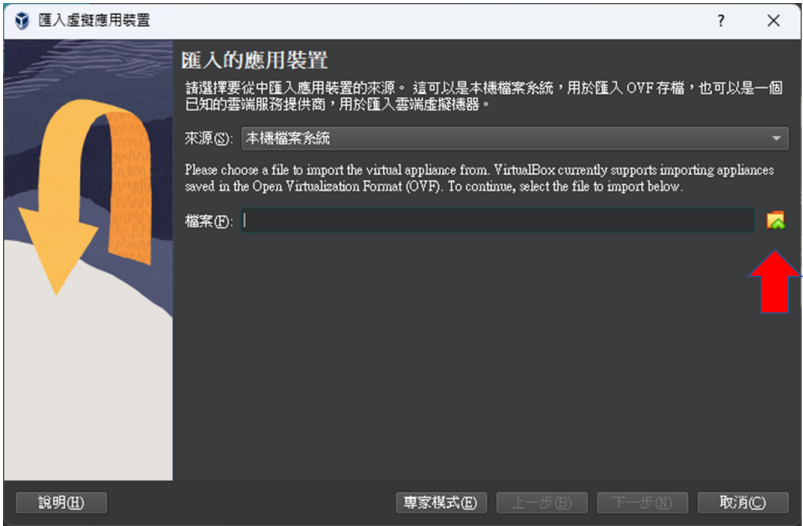 匯入虛擬應用裝置
?
匯入的應用裝置
請選擇要從中匯入應用裝置的來源。 這可以是本機檔案系統，用於匯入 OVF 存檔，也可以是一個
已知的雲端服務提供商，用於匯入雲端虛擬機器。
來源(S): 本機檔案系統
Please choose a file to import the virtual appliance from. VirtualBox currently supports importing appliances
saved in the Open Virtualization Format (OVF). To continue, select the file to import below.
檔案(F):
說明(H) 專家模式(E) 上一步(B) 下一步(N) 取消(C)